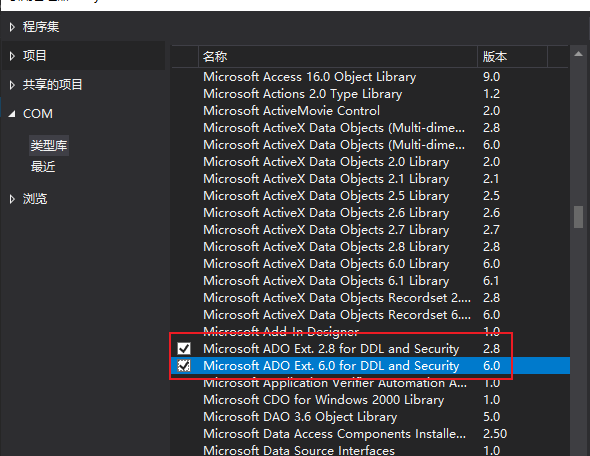 程序集
项目
共享的项目
COM
类型库
最近
浏览
名称 版本
Microsoft Access 16.0 Object Library 9.0
Microsoft Actions 2.0 Type Library 1.2
Microsoft ActiveMovie Control 2.0
Microsoft ActiveX Data Objects (Multi-dime... 2.8
Microsoft ActiveX Data Objects (Multi-dime... 6.0
Microsoft ActiveX Data Objects 2.0 Library 2.0
Microsoft ActiveX Data Objects 2.1 Library 2.1
Microsoft ActiveX Data Objects 2.5 Library 2.5
Microsoft ActiveX Data Objects 2.6 Library 2.6
Microsoft ActiveX Data Objects 2.7 Library 2.7
Microsoft ActiveX Data Objects 2.8 Library 2.8
Microsoft ActiveX Data Objects 6.0 Library 6.0
Microsoft ActiveX Data Objects 6.1 Library 6.1
Microsoft ActiveX Data Objects Recordset 2.... 2.8
Microsoft ActiveX Data Objects Recordset 6.... 6.0
Microsoft Add-In Designer 1.0
Microsoft ADO Ext. 2.8 for DDL and Security 2.8
Microsoft ADO Ext. 6.0 for DDL and Security 6.0
Microsoft Application Verifier Automation A... 1.0
Microsoft CDO for Windows 2000 Library 1.0
Microsoft DAO 3.6 Object Library 5.0
Microsoft Data Access Components Installe... 2.50
Microsoft Data Source Interfaces 1.0